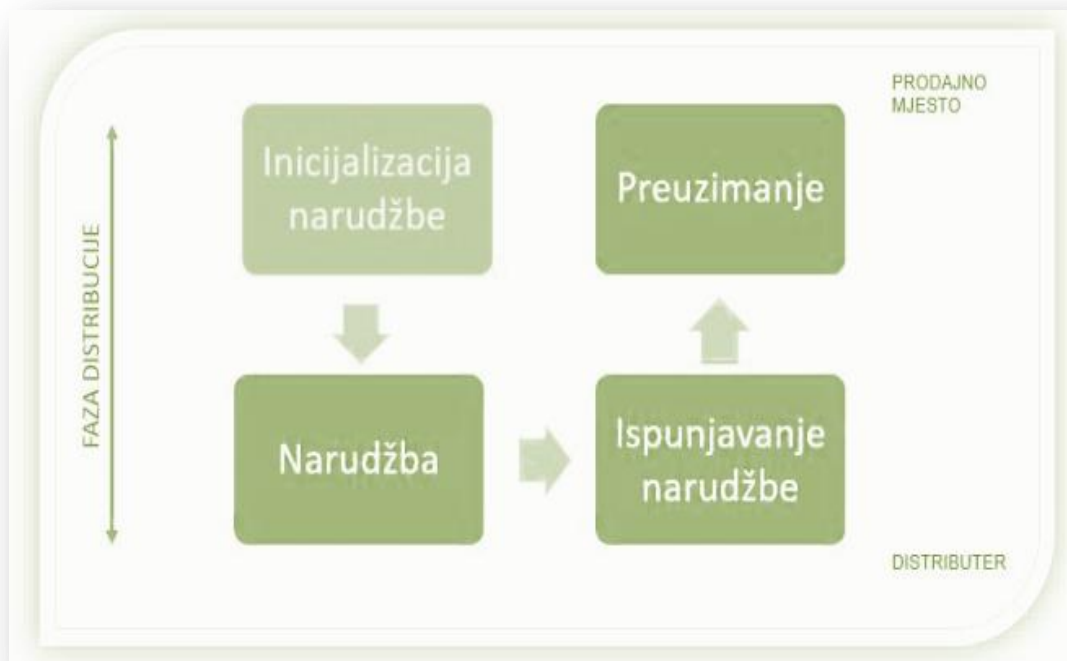 PRODAJNO
MJESTO
Inicijalizacija
narudžbe
Preuzimanje
FAZA DISTRIBUCIJE
Narudžba
Ispunjavanje
narudžbe
DISTRIBUTER